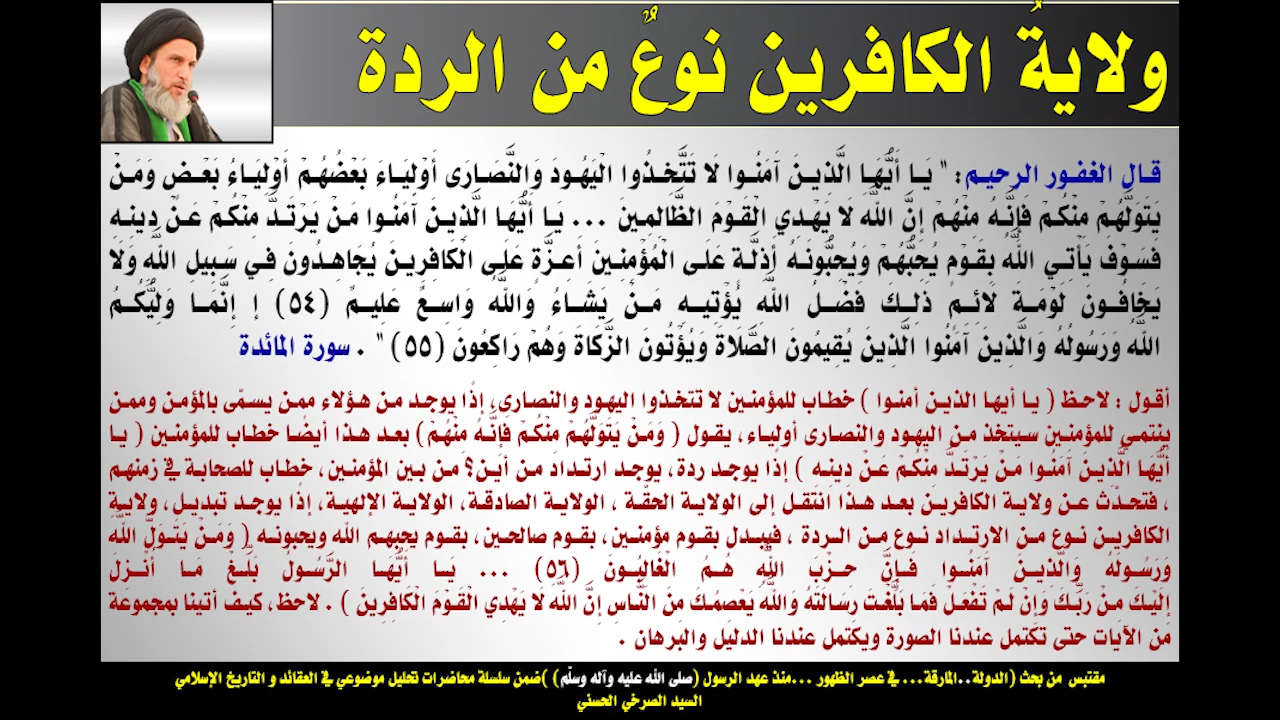 ولايةُ الكافرين نوعٌ من الردة
قال الغفور الرحيم: " يَا أَيُّهَا الَّذِينَ آمَنُوا لَا تَتَّخِذُوا الْيَهُودَ وَالنَّصَارَى أَوْلِيَاءَ بَعْضُهُمْ أَوْلِيَاءُ بَعْضٍ وَمَنْ
يَتَوَلَّهُمْ مِنْكُمْ فَإِنَّهُ مِنْهُمْ إِنَّ اللَّهَ لَا يَهْدِي الْقَوْمَ الظَّالِمِينَ ... يَا أَيُّهَا الَّذِينَ آمَنُوا مَنْ يَرْتَدَّ مِنْكُمْ عَنْ دِينِهِ
فَسَوْفَ يَأْتِي اللَّهُ بِقَوْمٍ يُحِبُّهُمْ وَيُحِبُّونَهُ أَذِلَّةٍ عَلَى الْمُؤْمِنِينَ أَعِزَّةٍ عَلَى الْكَافِرِينَ يُجَاهِدُونَ فِي سَبِيلِ اللَّهِ وَلَا
يَخَافُونَ لَوْمَةَ لَائِمٍ ذَلِكَ فَضْلُ اللَّهِ يُؤْتِيهِ مَنْ يَشَاءُ وَاللَّهُ وَاسِعٌ عَلِيمٌ (٥٤) إ إِنَّمَا وَلِيُّكُمُ
اللَّهُ وَرَسُولُهُ وَالَّذِينَ آمَنُوا الَّذِينَ يُقِيمُونَ الصَّلَاةَ وَيُؤْتُونَ الزَّكَاةَ وَهُمْ رَاكِعُونَ (٥٥) " . سورة المائدة
أقول : لاحظ ( يا أيها الذين أمنوا ) خطاب للمؤمنين لا تتخذوا اليهود والنصارى، إذًا يوجد من هؤلاء ممن يسمّى بالمؤمن وممن
ينتمي للمؤمنين سيتخذ من اليهود والنصارى أولياء، يقول ( وَمَنْ يَتَوَلَّهُمْ مِنْكُمْ فَإِنَّهُ مِنْهُمْ) بعد هذا أيضًا خطاب للمؤمنين ( يَا
أَيُّهَا الَّذِينَ آمَنُوا مَنْ يَرْتَدَّ مِنْكُمْ عَنْ دِينِهِ ) إذًا يوجد ردة، يوجد ارتداد من أين؟ من بين المؤمنين، خطاب للصحابة في زمنهم
، فتحدّث عن ولاية الكافرين بعد هذا انتقل إلى الولاية الحقّة ، الولاية الصادقة، الولاية الإلهية، إذًا يوجد تبديل، ولاية
الكافرين نوع من الارتداد نوع من الردة ، فيبدل بقوم مؤمنين، بقوم صالحين، بقوم يحبهم الله ويحبونه ( وَمَنْ يَتَوَلَّ اللَّهَ
وَرَسُولَهُ وَالَّذِينَ آمَنُوا فَإِنَّ حِزْبَ اللَّهِ هُمُ الْغَالِبُونَ (٥٦) ... يَا أَيُّهَا الرَّسُولُ بَلِّغْ مَا أُنْزِلَ
إِلَيْكَ مِنْ رَبِّكَ وَإِنْ لَمْ تَفْعَلْ فَمَا بَلَّغْتَ رِسَالَتَهُ وَاللَّهُ يَعْصِمُكَ مِنَ النَّاسِ إِنَّ اللَّهَ لَا يَهْدِي الْقَوْمَ الْكَافِرِينَ ) . لاحظ، كيف أتينا بمجموعة
من الآيات حتى تكتمل عندنا الصورة ويكتمل عندنا الدليل والبرهان .
مقتبس من بحث (الدولة..المارقة... في عصر الظهور ...منذ عهد الرسول (صلى الله عليه وآله وسلّم) )ضمن سلسلة محاضرات تحليل موضوعي في العقائد و التاريخ الإسلامي
السيد الصرخي الحسني